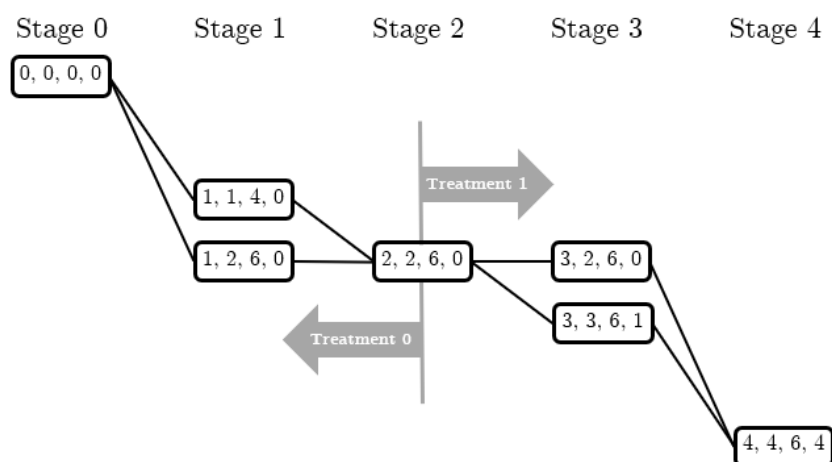 Stage 0 Stage 1 Stage 2 Stage 3 Stage 4
0, 0, 0, 0
Treatment 1
1, 1, 4, 0
1, 2, 6, 0 2, 2, 6, 0 3, 2, 6, 0
3, 3, 6, 1
Treatment 0
4, 4, 6, 4